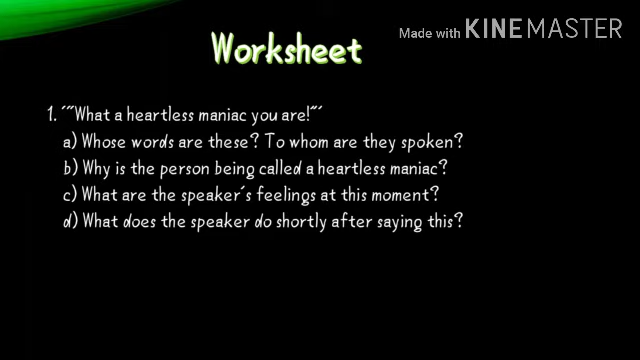 Made with KINEMASTER
Worksheet
1. ´"What a heartless maniac you are!"´
a) Whose words are these? To whom are they spoken?
b) Why is the person being called a heartless maniac?
c) What are the speaker´s feelings at this moment?
d) What does the speaker do shortly after saying this?